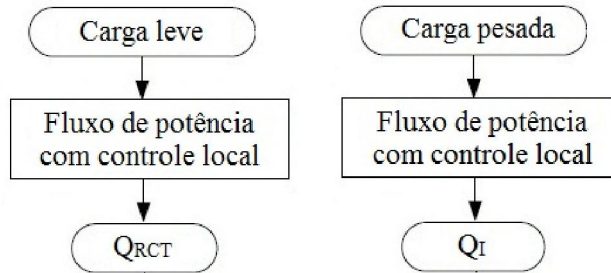 Carga leve
Fluxo de potência
com controle local
QRCT
Carga pesada
Fluxo de potência
com controle local
QI